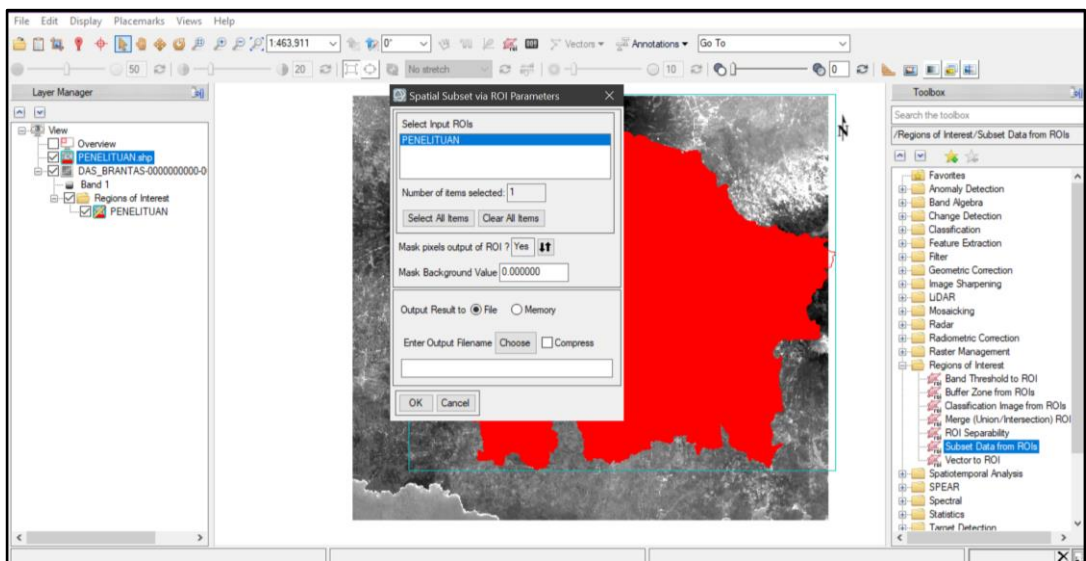 File Edit Display Placemarks Views Help
1:463.911 0° Vectors Annotations Go To
50 20 No stretch 10 0
Layer Manager
View
Overview
PENELITUAN.shp
DAS_BRANTAS-0000000000-0
Band 1
Regions of Interest
PENELITUAN
Spatial Subset via ROI Parameters
Select Input ROIs
PENELITUAN
Number of items selected: 1
Select All Items Clear All Items
Mask pixels output of ROI ? Yes
Mask Background Value 0.000000
Output Result to File Memory
Enter Output Filename Choose Compress
OK Cancel
N
Toolbox
Search the toolbox
/Regions of Interest/Subset Data from ROIs
Favorites
Anomaly Detection
Band Algebra
Change Detection
Classification
Feature Extraction
Filter
Geometric Correction
Image Sharpening
LiDAR
Mosaicking
Radar
Radiometric Correction
Raster Management
Regions of Interest
Band Threshold to ROI
Buffer Zone from ROIs
Classification Image from ROIs
Merge (Union/Intersection) ROI
ROI Separability
Subset Data from ROIs
Vector to ROI
Spatiotemporal Analysis
SPEAR
Spectral
Statistics
Target Detection